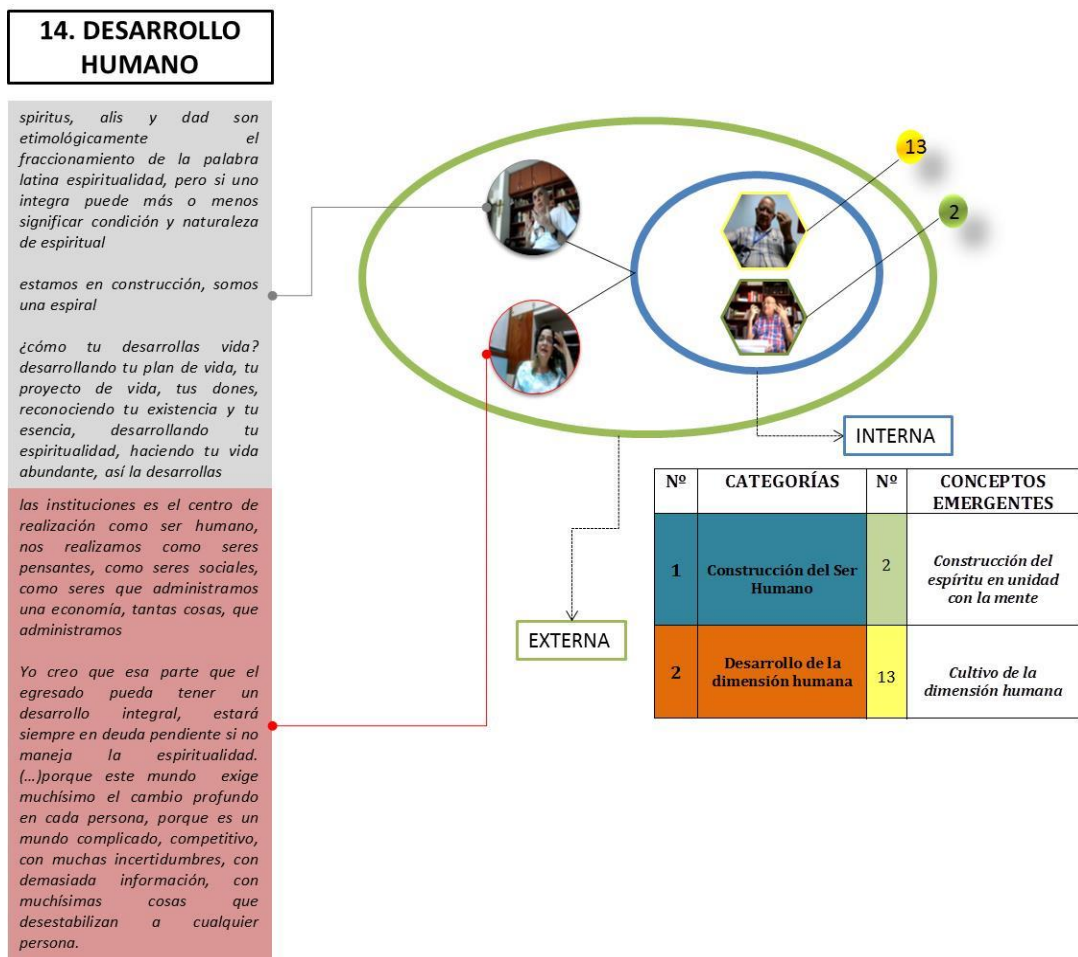 14. DESARROLLO
HUMANO
spiritus, alis y dad son
etimológicamente el
fraccionamiento de la palabra
latina espiritualidad, pero si uno
integra puede más o menos
significar condición y naturaleza
de espiritual
estamos en construcción, somos
una espiral
¿cómo tu desarrollas vida?
desarrollando tu plan de vida, tu
proyecto de vida, tus dones,
reconociendo tu existencia y tu
esencia, desarrollando tu
espiritualidad, haciendo tu vida
abundante, así la desarrollas
las instituciones es el centro de
realización como ser humano,
nos realizamos como seres
pensantes, como seres sociales,
como seres que administramos
una economía, tantas cosas, que
administramos
Yo creo que esa parte que el
egresado pueda tener un
desarrollo integral, estará
siempre en deuda pendiente si no
maneja la espiritualidad.
(...)porque este mundo exige
muchísimo el cambio profundo
en cada persona, porque es un
mundo complicado, competitivo,
con muchas incertidumbres, con
demasiada información, con
muchísimas cosas que
desestabilizan a cualquier
persona.
13
2
INTERNA
EXTERNA
Nº CATEGORÍAS Nº CONCEPTOS
EMERGENTES
1 Construcción del Ser
Humano
2 Construcción del
espíritu en unidad
con la mente
2 Desarrollo de la
dimensión humana
13 Cultivo de la
dimensión humana